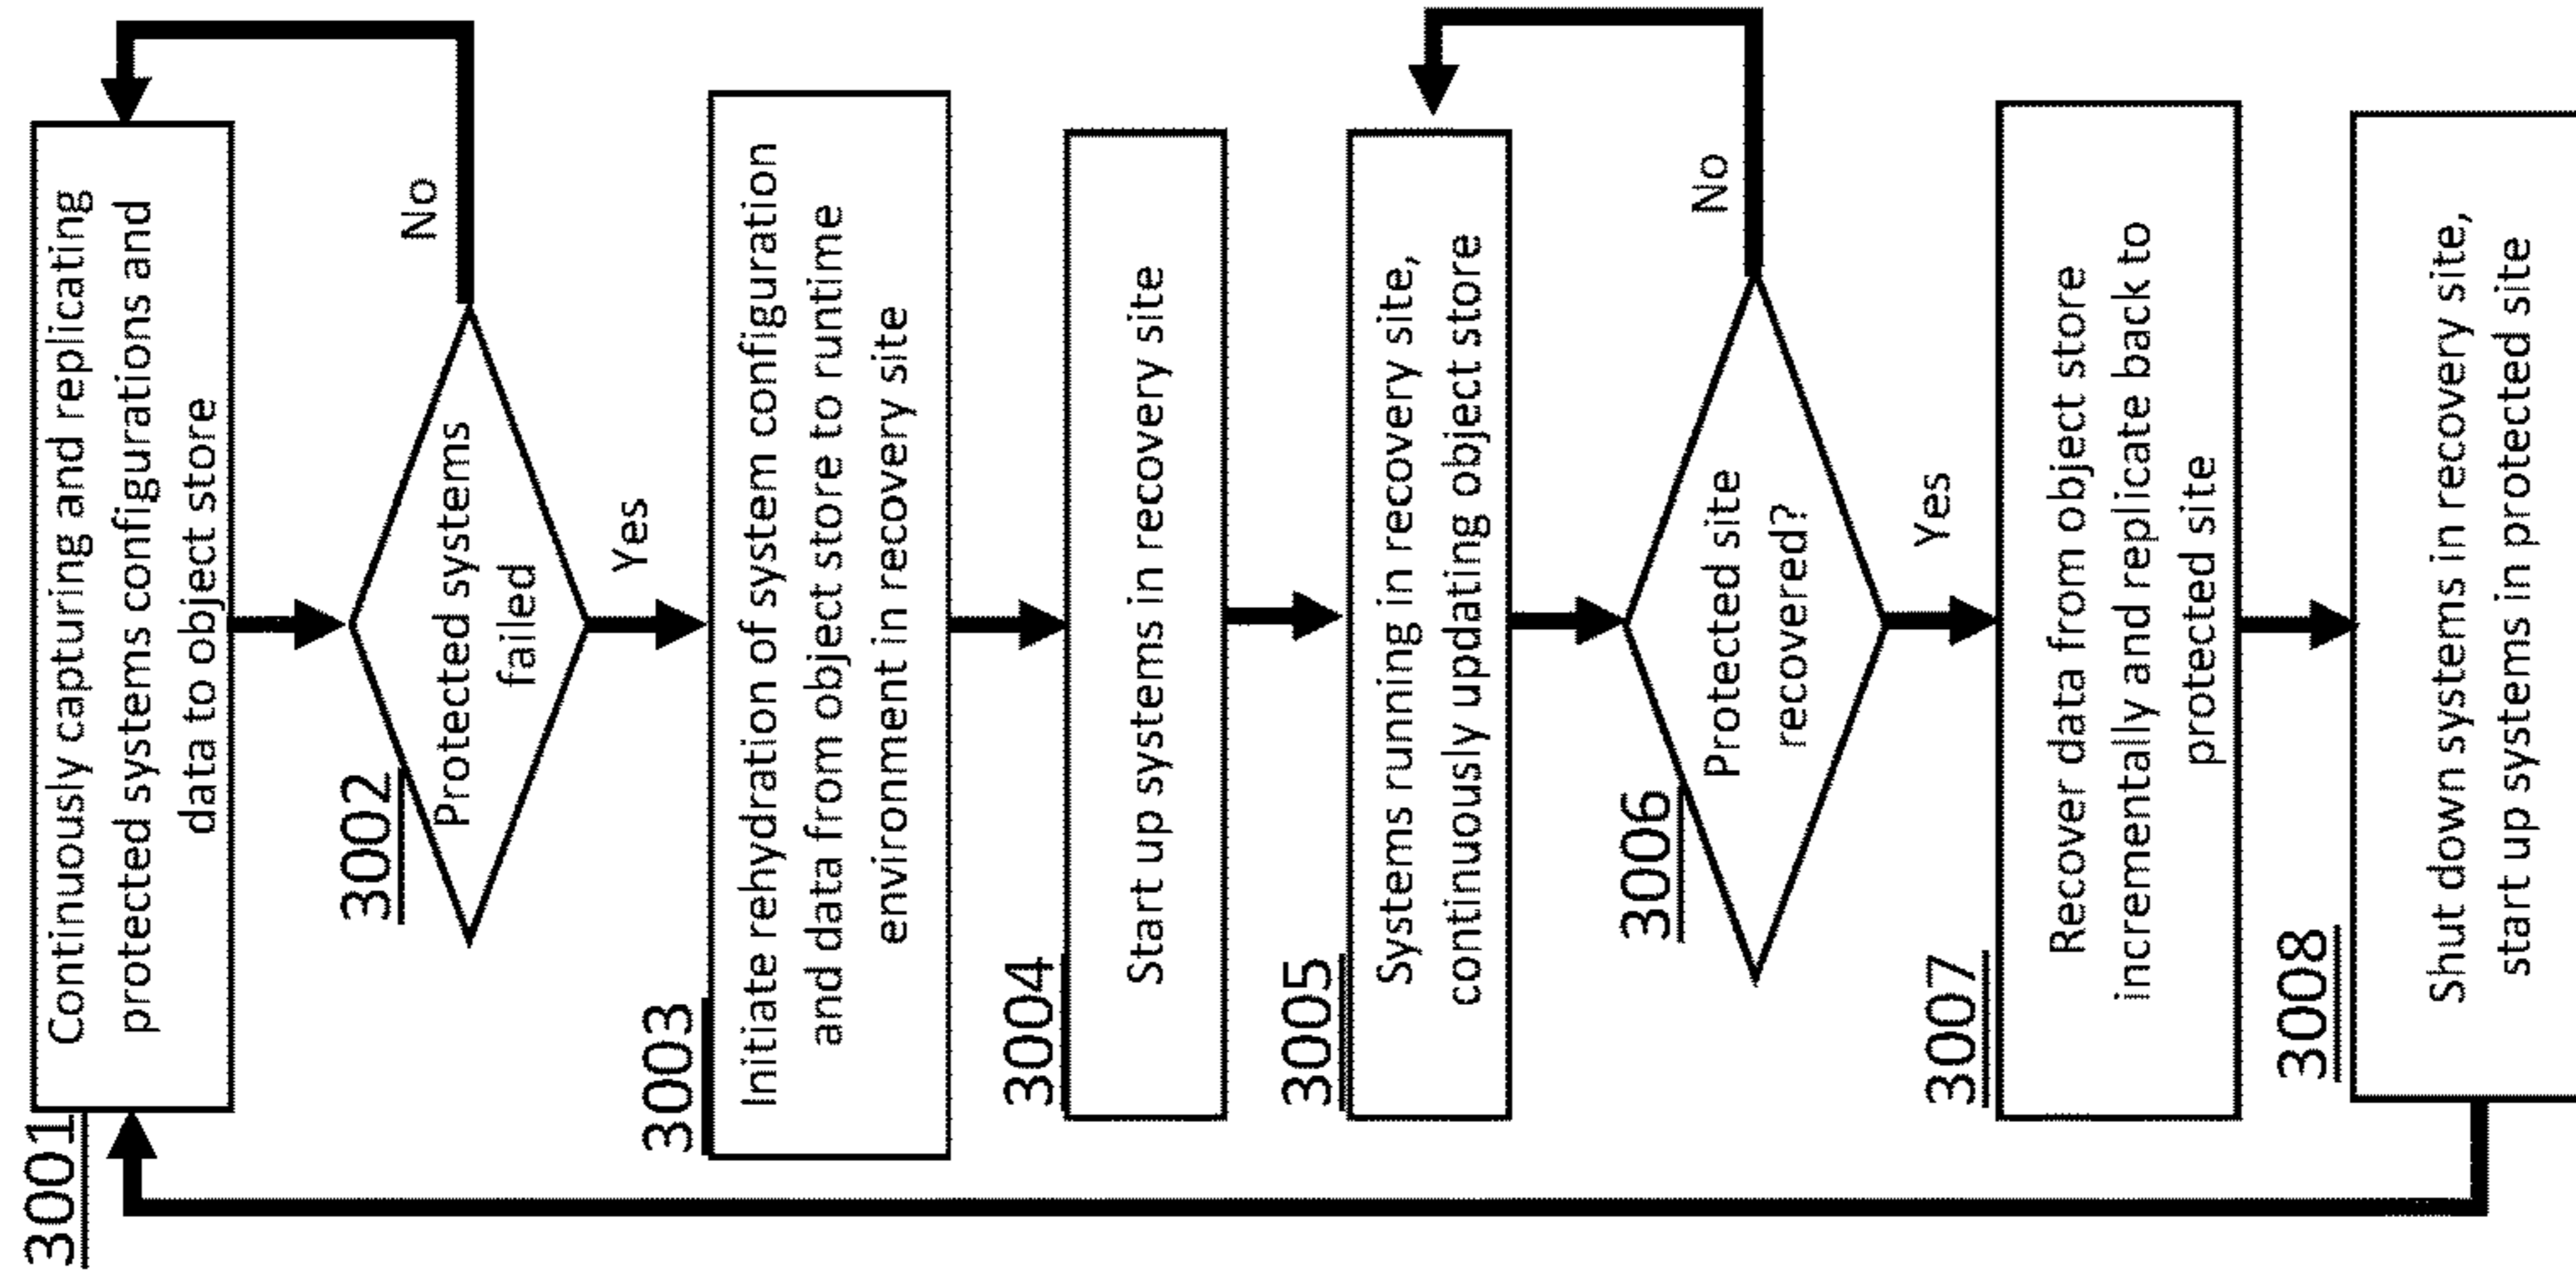 3001
Continuously capturing and replicating
protected systems configurations and
data to object store
3002
Protected systems
failed
No
Yes
3003
Initiate rehydration of system configuration
and data from object store to runtime
environment in recovery site
3004
Start up systems in recovery site
3005
Systems running in recovery site,
continuously updating object store
3006
Protected site
recovered?
No
Yes
3007
Recover data from object store
incrementally and replicate back to
protected site
3008
Shut down systems in recovery site,
start up systems in protected site